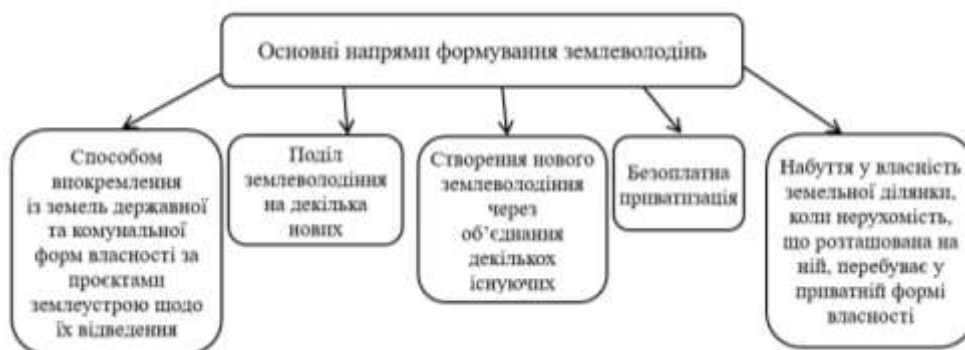 Основні напрями формування землеволодінь
Способом
впокремлення
із земель державної
та комунальної
форм власності за
проєктами
землеустрою щодо
їх відведення
Поділ
землеволодіння
на декілька
нових
Створення нового
землеволодіння
через
об’єднання
декількох
існуючих
Безоплатна
приватизація
Набуття у власність
земельної ділянки,
коли нерухомість,
що розташована на
ній, перебуває у
приватній формі
власності